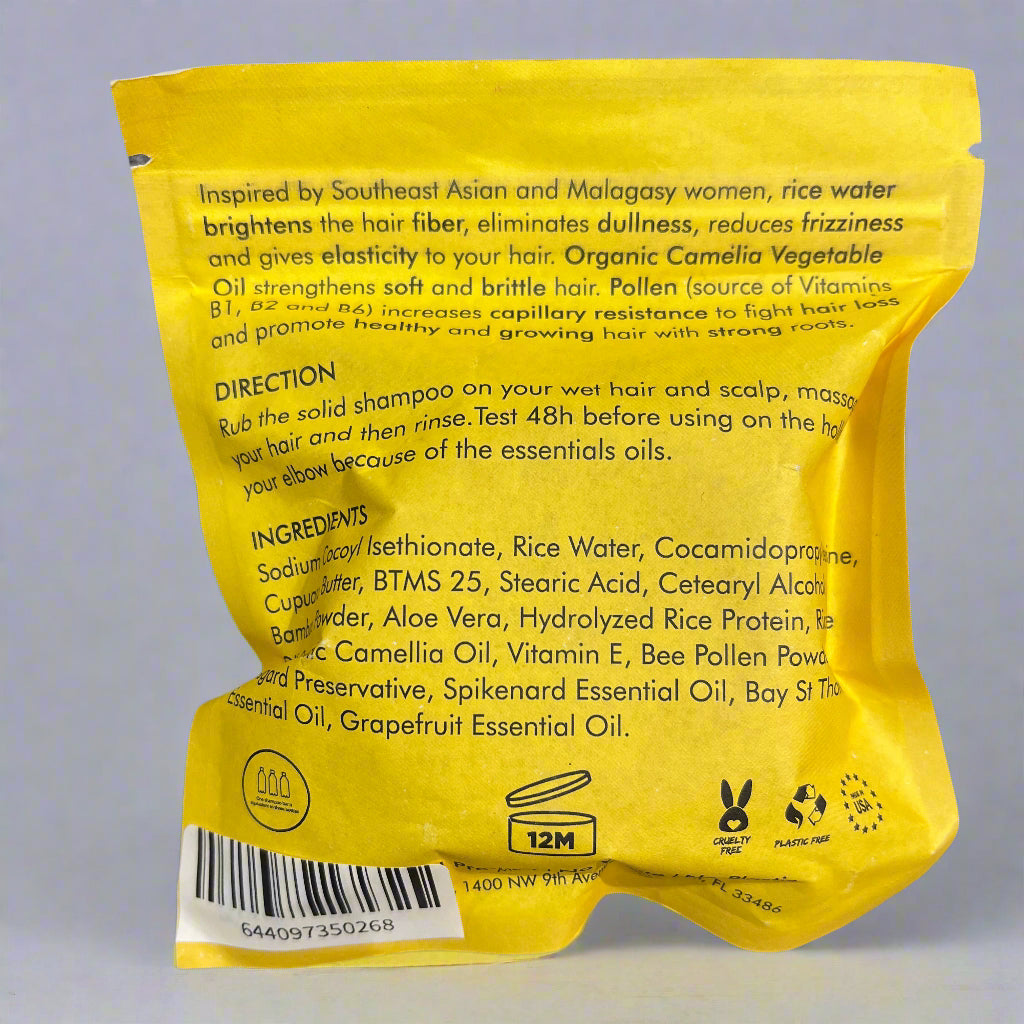 Inspired by Southeast Asian and Malagasy women, rice water
brightens the hair fiber, eliminates dullness, reduces frizziness
and gives elasticity to your hair. Organic Camélia Vegetable
Oil strengthens soft and brittle hair. Pollen (source of Vitamins
B1, B2 and B6) increases capillary resistance to fight hair loss
and promote healthy and growing hair with strong roots.
DIRECTION
Rub the solid shampoo on your wet hair and scalp,
your hair and then rinse. Test 48h before using on the
your elbow because of the essentials oils.
INGREDIENTS
Sodium Cocoyl Isethionate, Rice Water,
Butter, BTMS 25, Stearic Acid, Cetearyl
Powder, Aloe Vera, Hydrolyzed Rice Protein,
Camellia Oil, Vitamin E, Bee Pollen
Preservative, Spikenard Essential Oil, Bay St
Essential Oil, Grapefruit Essential Oil.
12M
CRUELTY
FREE
PLASTIC FREE
MADE IN
USA
1400 NW 9th
FL 33486
644097350268